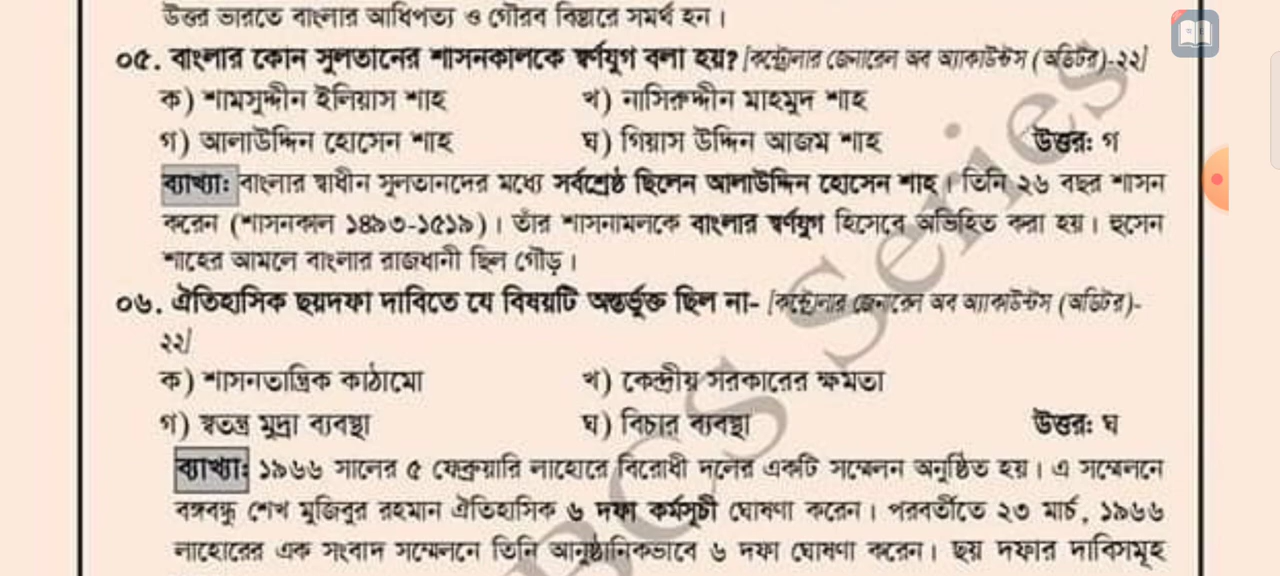 উত্তর ভারতে বাংলার আধিপত্য ও গৌরব বিস্তারে সমর্থ হন।
০৫. বাংলার কোন সুলতানের শাসনকালকে স্বর্ণযুগ বলা হয়? [কন্ট্রোলার জেনারেল অব অ্যাকাউন্টস (অডিটর)-২২]
ক) শামসুদ্দীন ইলিয়াস শাহ খ) নাসিরুদ্দীন মাহমুদ শাহ
গ) আলাউদ্দিন হোসেন শাহ ঘ) গিয়াস উদ্দিন আজম শাহ উত্তর: গ
ব্যাখ্যা: বাংলার স্বাধীন সুলতানদের মধ্যে সর্বশ্রেষ্ঠ ছিলেন আলাউদ্দিন হোসেন শাহ। তিনি ২৬ বছর শাসন
করেন (শাসনকাল ১৪৯৩-১৫১৯)। তাঁর শাসনামলকে বাংলার স্বর্ণযুগ হিসেবে অভিহিত করা হয়। হুসেন
শাহের আমলে বাংলার রাজধানী ছিল গৌড়।
০৬. ঐতিহাসিক ছয়দফা দাবিতে যে বিষয়টি অন্তর্ভুক্ত ছিল না- [কন্ট্রোলার জেনারেল অব অ্যাকাউন্টস (অডিটর)-
২২]
ক) শাসনতান্ত্রিক কাঠামো খ) কেন্দ্রীয় সরকারের ক্ষমতা
গ) স্বতন্ত্র মুদ্রা ব্যবস্থা ঘ) বিচার ব্যবস্থা উত্তর: ঘ
ব্যাখ্যা: ১৯৬৬ সালের ৫ ফেব্রুয়ারি লাহোরে বিরোধী দলের একটি সম্মেলন অনুষ্ঠিত হয়। এ সম্মেলনে
বঙ্গবন্ধু শেখ মুজিবুর রহমান ঐতিহাসিক ৬ দফা কর্মসূচী ঘোষণা করেন। পরবর্তীতে ২৩ মার্চ, ১৯৬৬
লাহোরের এক সংবাদ সম্মেলনে তিনি আনুষ্ঠানিকভাবে ৬ দফা ঘোষণা করেন। ছয় দফার দাবিসমূহ
BCS Series